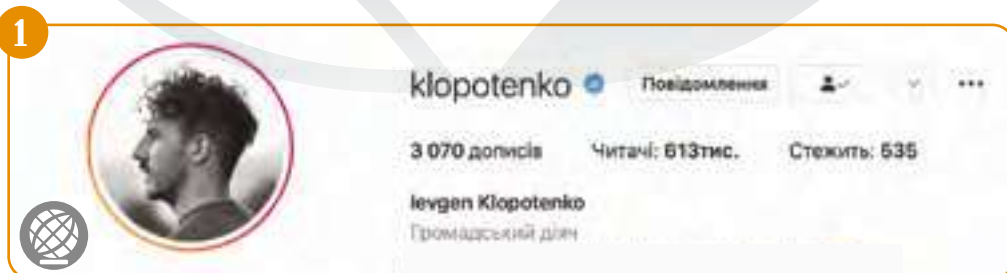 1
klopotenko Повідомлення
3 070 дописів Читачі: 613тис. Стежить: 535
Ievgen Klopotenko
Громадський діяч